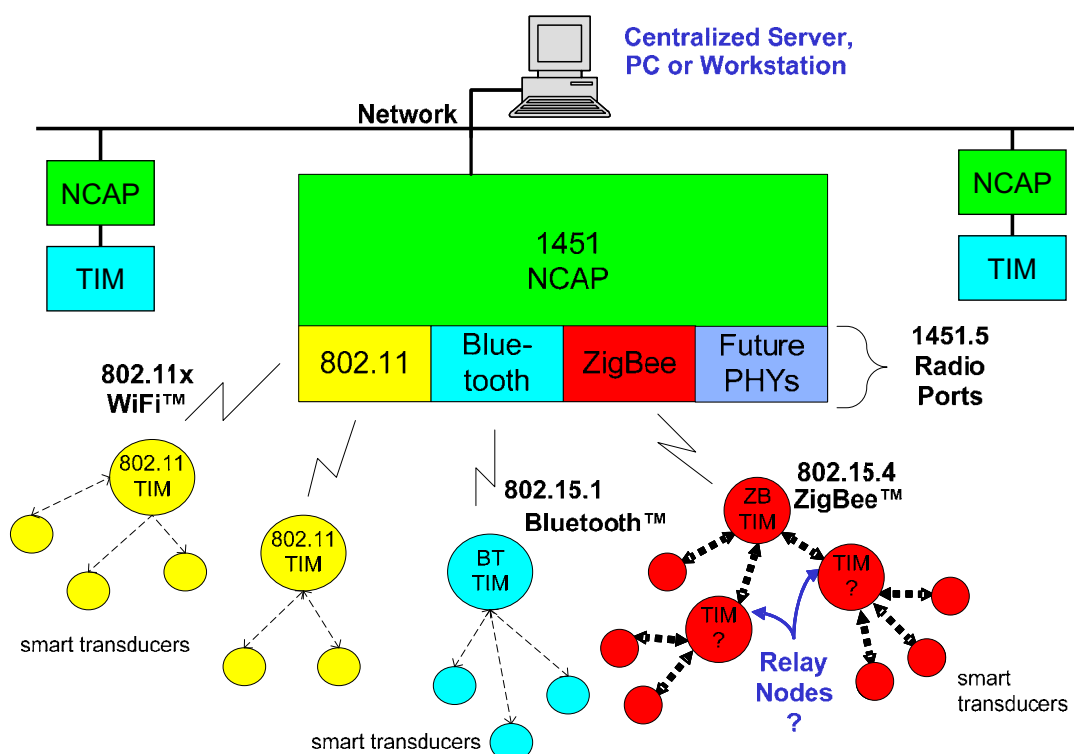 Centralized Server,
PC or Workstation
Network
NCAP
TIM
NCAP
TIM
1451
NCAP
802.11
Blue-
tooth
ZigBee
Future
PHYs
1451.5
Radio
Ports
802.11x
WiFi™
802.11
TIM
smart transducers
802.11
TIM
802.15.1
Bluetooth™
BT
TIM
smart transducers
802.15.4
ZigBee™
ZB
TIM
TIM
?
TIM
?
Relay
Nodes
?
smart
transducers